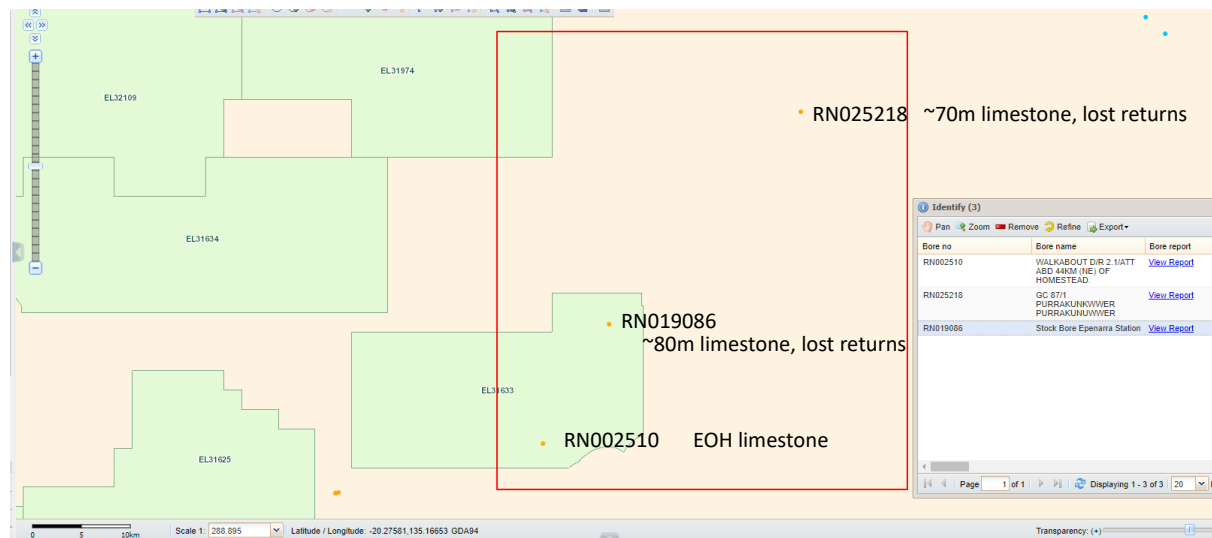 EL31974
EL32109
RN025218 ~70m limestone, lost returns
EL31634
Identify (3)
Pan Zoom Remove Refine Export
Bore no Bore name Bore report
RN002510 WALKABOUT D/R 2.1/ATT View Report
ABD 44KM (NE) OF
HOMESTEAD.
RN025218 GC 87/1 View Report
PURRAKUNKWWER
PURRAKUNUWWER
RN019086 Stock Bore Epenarra Station View Report
RN019086
~80m limestone, lost returns
EL31633
RN002510 EOH limestone
EL31625
Page 1 of 1 Displaying 1 - 3 of 3 20
0 5 10km Scale 1: 288,895 Latitude / Longitude: -20.27581,135.16653 GDA94 Transparency: (+)